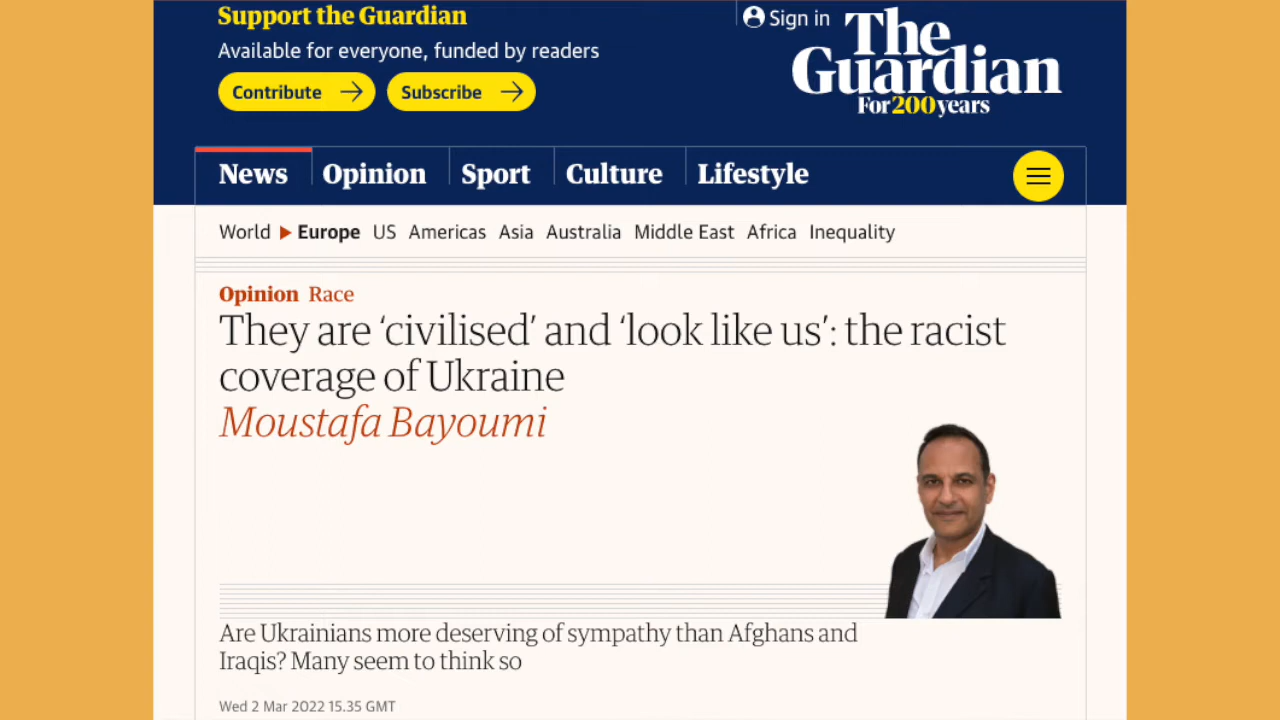 Support the Guardian
Available for everyone, funded by readers
Contribute
Subscribe
Sign in
The
Guardian
For 200 years
News
Opinion
Sport
Culture
Lifestyle
World
Europe
US
Americas
Asia
Australia
Middle East
Africa
Inequality
Opinion Race
They are ‘civilised’ and ‘look like us’: the racist
coverage of Ukraine
Moustafa Bayoumi
Are Ukrainians more deserving of sympathy than Afghans and
Iraqis? Many seem to think so
Wed 2 Mar 2022 15.35 GMT